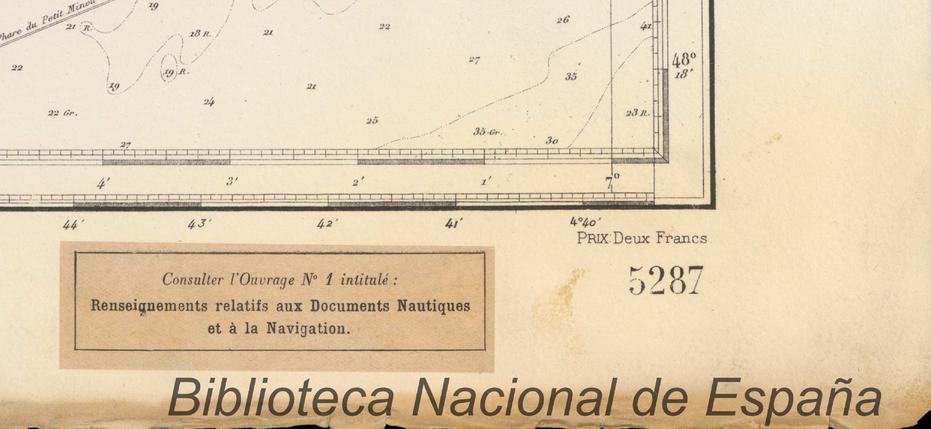 Phare du Petit Minou
19
21 R.
18 R.
21
22
26
41
22
19 R.
27
35
48°
18'
19
21
22 Gr.
24
25
35 Gr.
23 R.
27
30
4'
3'
2'
1'
7°
44'
43'
42'
41'
4°40'
PRIX: Deux Francs.
5287
Consulter l'Ouvrage N° 1 intitulé :
Renseignements relatifs aux Documents Nautiques
et à la Navigation.
Biblioteca Nacional de España